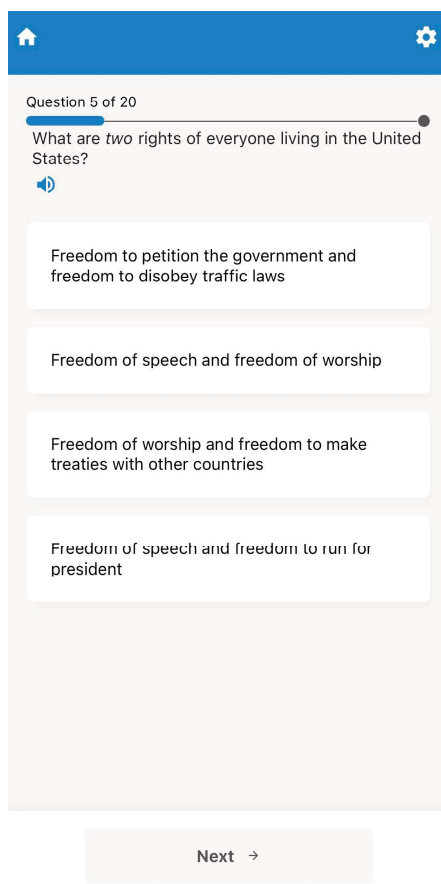 Question 5 of 20
What are two rights of everyone living in the United
States?
Freedom to petition the government and
freedom to disobey traffic laws
Freedom of speech and freedom of worship
Freedom of worship and freedom to make
treaties with other countries
Freedom of speech and freedom to run for
president
Next →